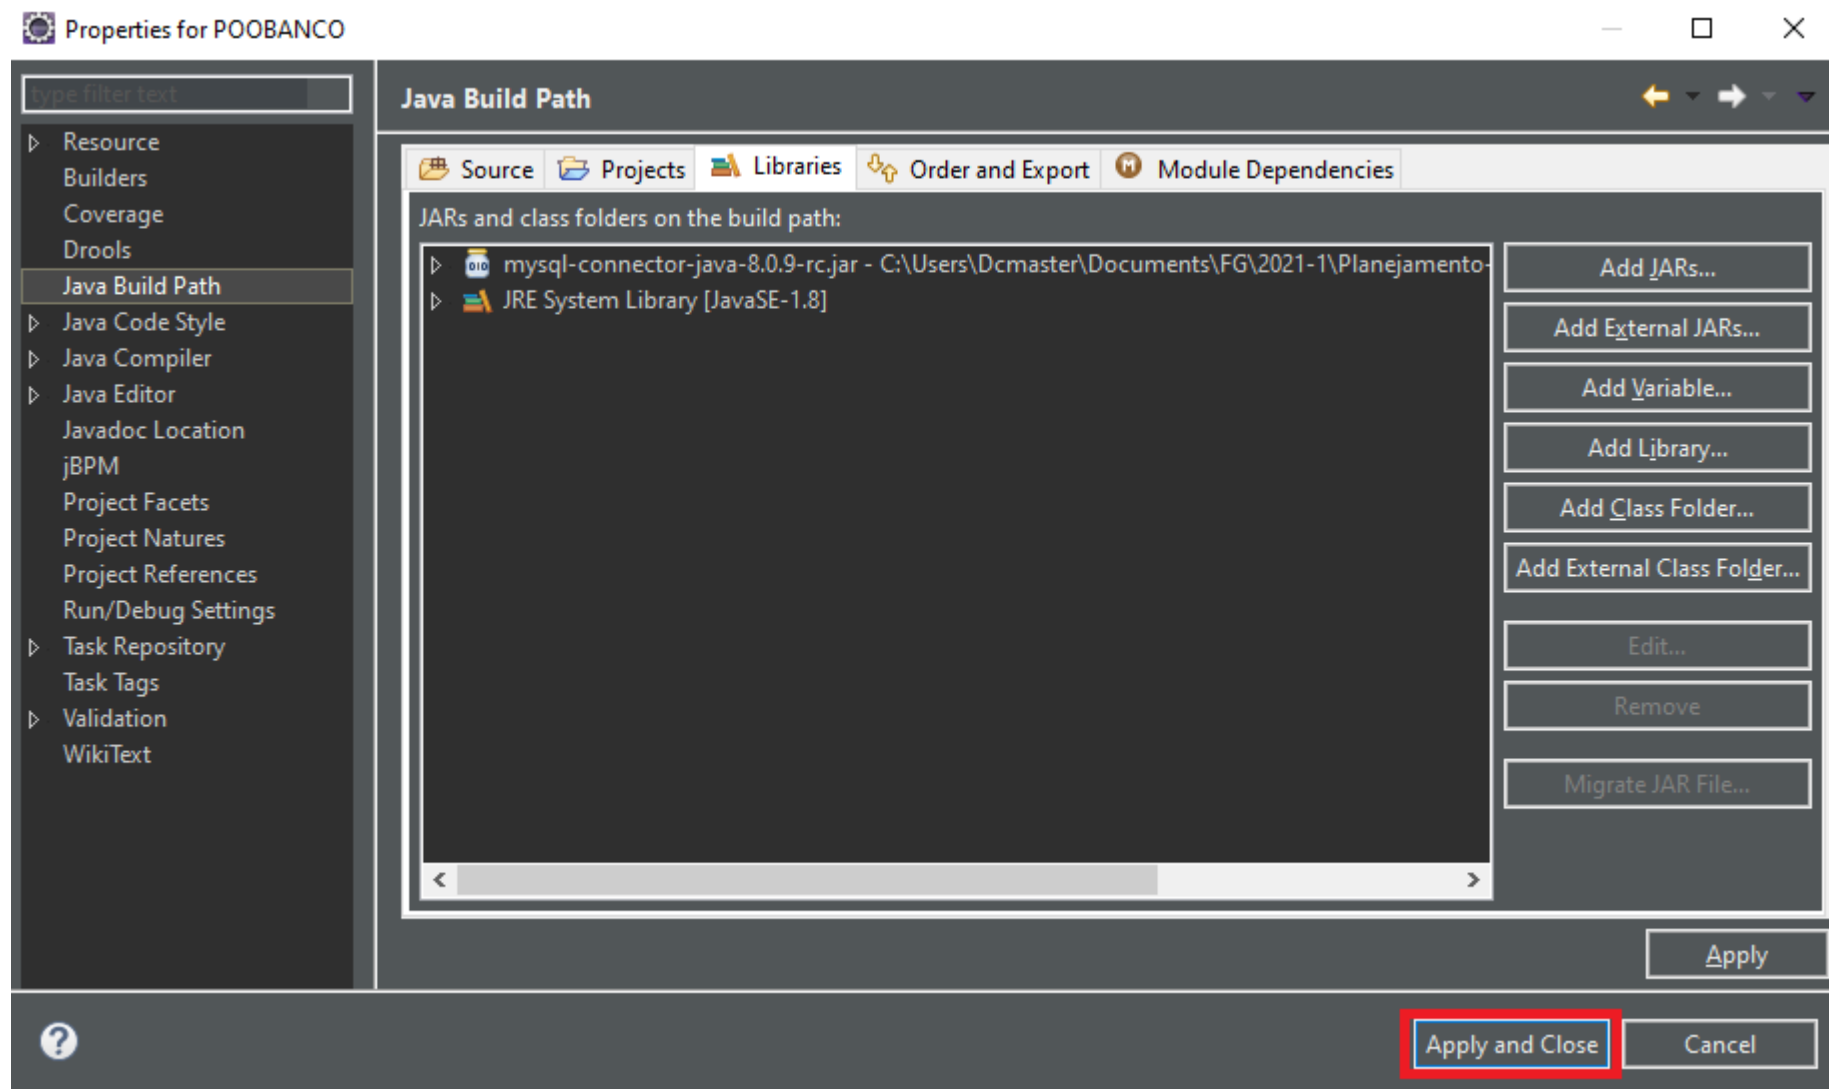 Properties for POOBANCO
type filter text
Resource
Builders
Coverage
Drools
Java Build Path
Java Code Style
Java Compiler
Java Editor
Javadoc Location
jBPM
Project Facets
Project Natures
Project References
Run/Debug Settings
Task Repository
Task Tags
Validation
WikiText
Java Build Path
Source Projects Libraries Order and Export Module Dependencies
JARs and class folders on the build path:
mysql-connector-java-8.0.9-rc.jar - C:\Users\Dcmaster\Documents\FG\2021-1\Planejamento-
JRE System Library [JavaSE-1.8]
Add JARs...
Add External JARs...
Add Variable...
Add Library...
Add Class Folder...
Add External Class Folder...
Edit...
Remove
Migrate JAR File...
Apply
Apply and Close Cancel